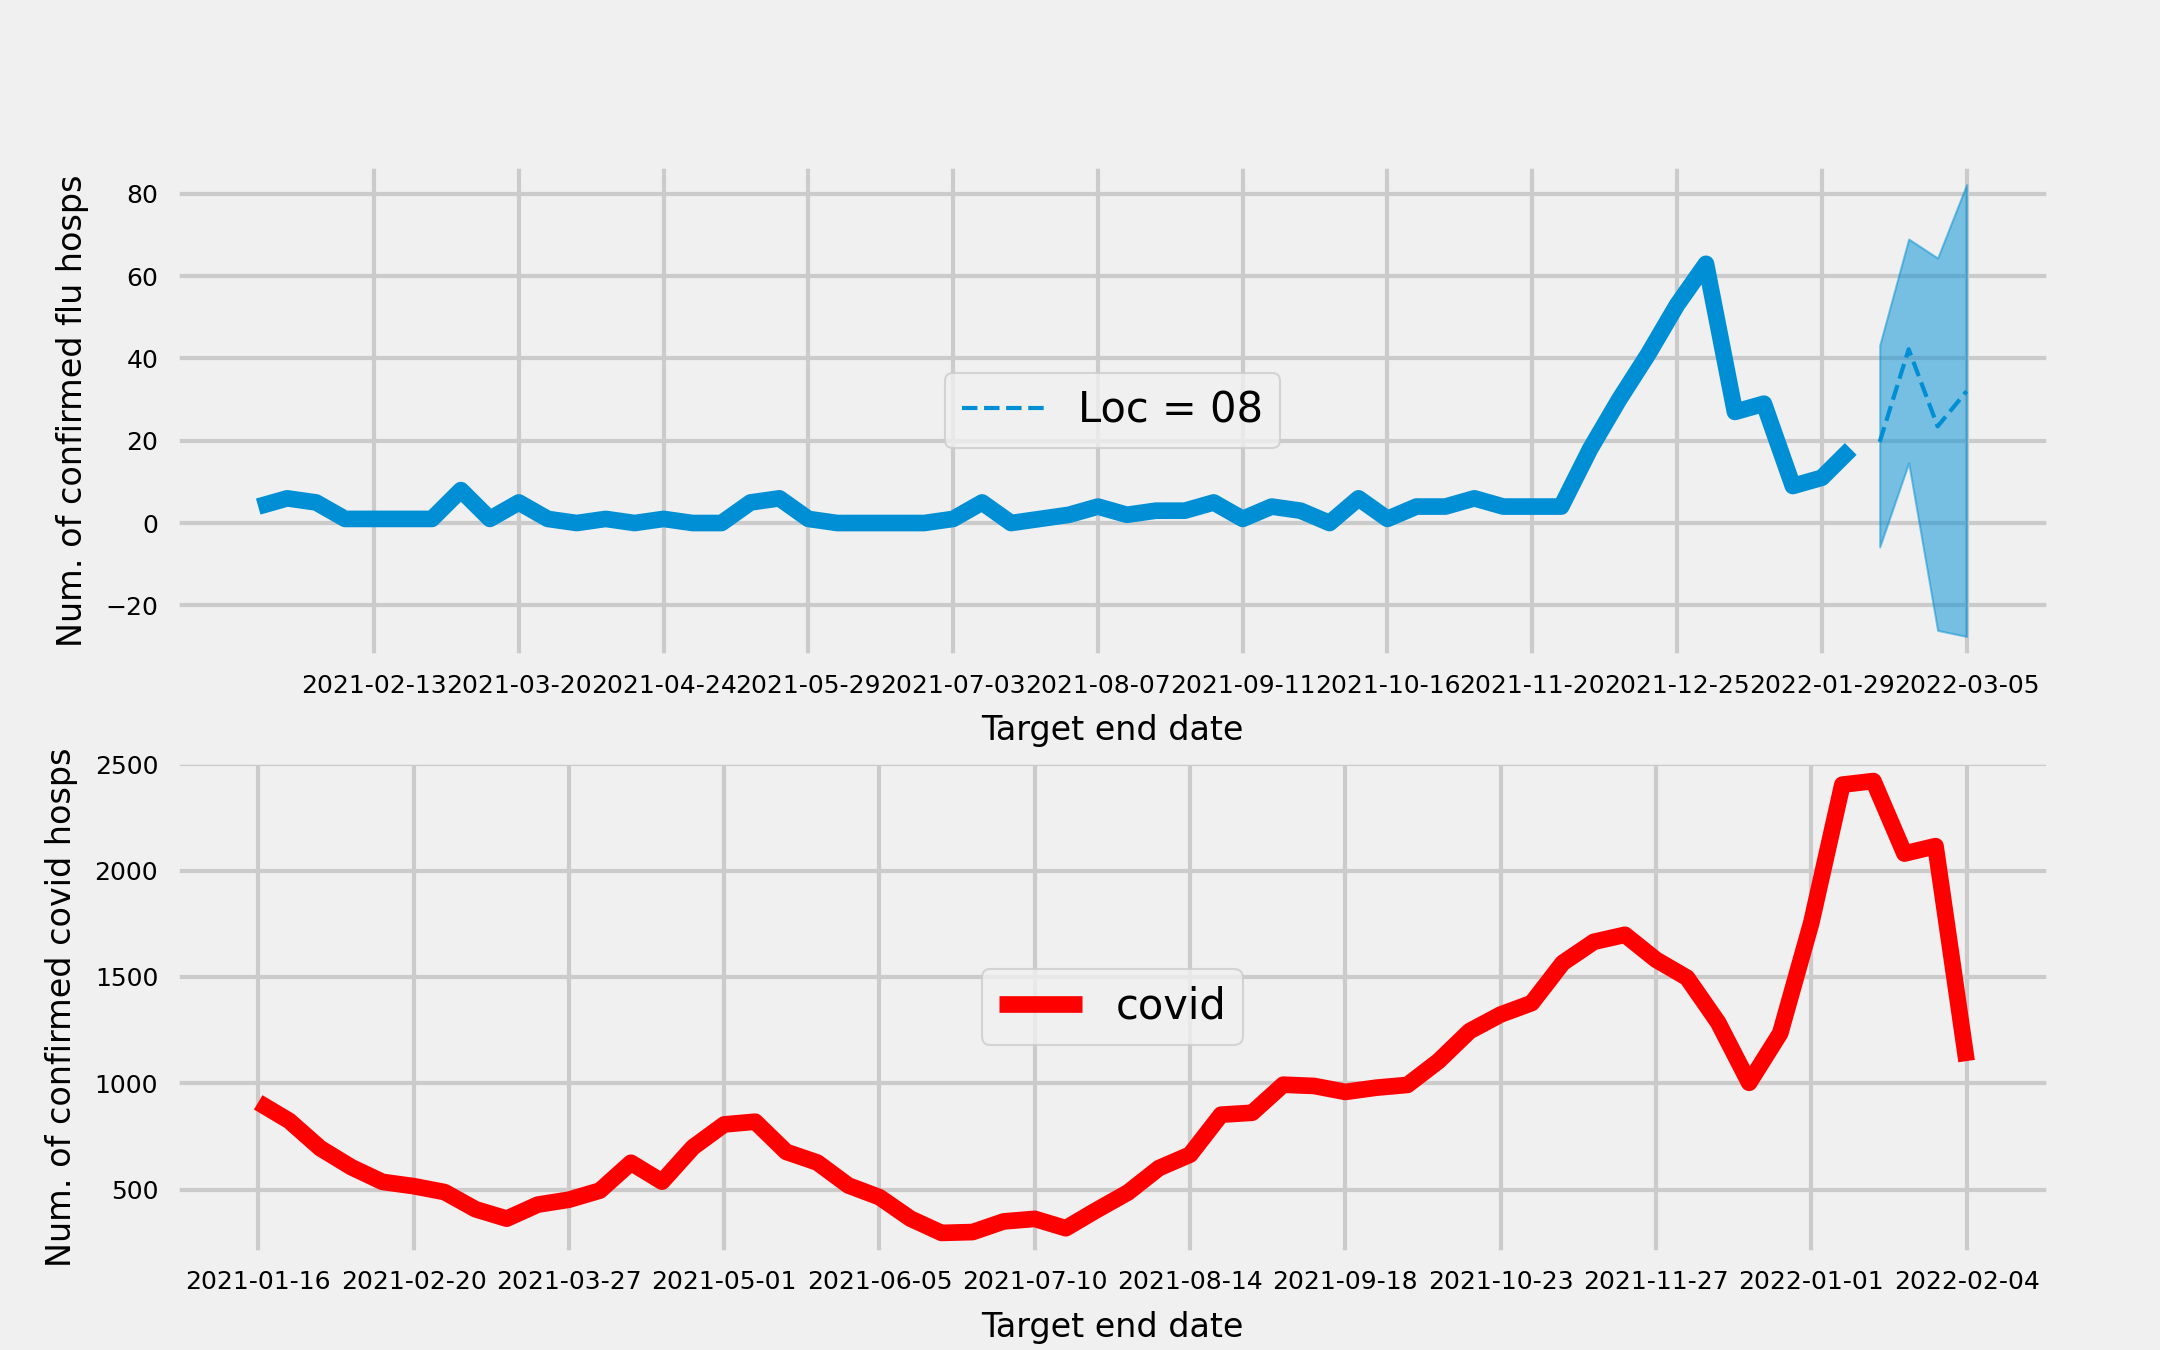 Num. of confirmed flu hosps
80
60
40
20
0
−20
Loc = 08
2021-02-13 2021-03-20 2021-04-24 2021-05-29 2021-07-03 2021-08-07 2021-09-11 2021-10-16 2021-11-20 2021-12-25 2022-01-29 2022-03-05
Target end date
Num. of confirmed covid hosps
2500
2000
1500
1000
500
covid
2021-01-16 2021-02-20 2021-03-27 2021-05-01 2021-06-05 2021-07-10 2021-08-14 2021-09-18 2021-10-23 2021-11-27 2022-01-01 2022-02-04
Target end date